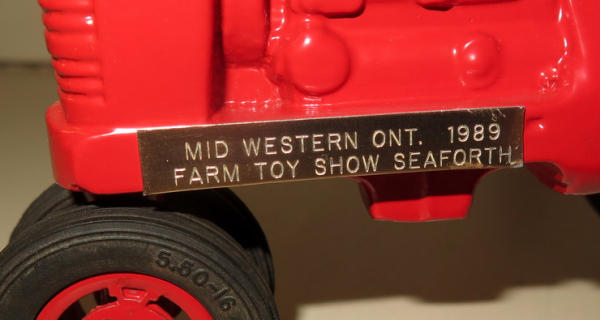 MID WESTERN ONT. 1989
FARM TOY SHOW SEAFORTH
5.50-16